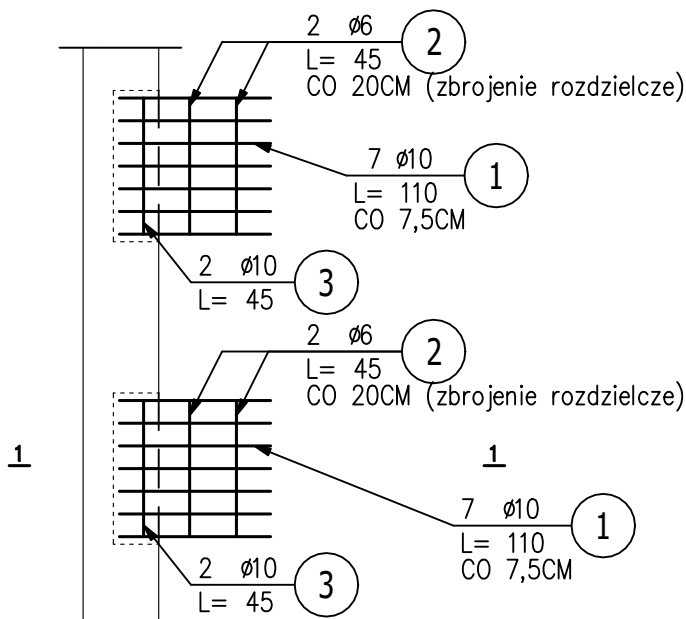 2 ø6 2
L= 45
CO 20CM (zbrojenie rozdzielcze)
7 ø10 1
L= 110
CO 7,5CM
2 ø10 3
L= 45
2 ø6 2
L= 45
CO 20CM (zbrojenie rozdzielcze)
1 1
7 ø10 1
L= 110
CO 7,5CM
2 ø10 3
L= 45